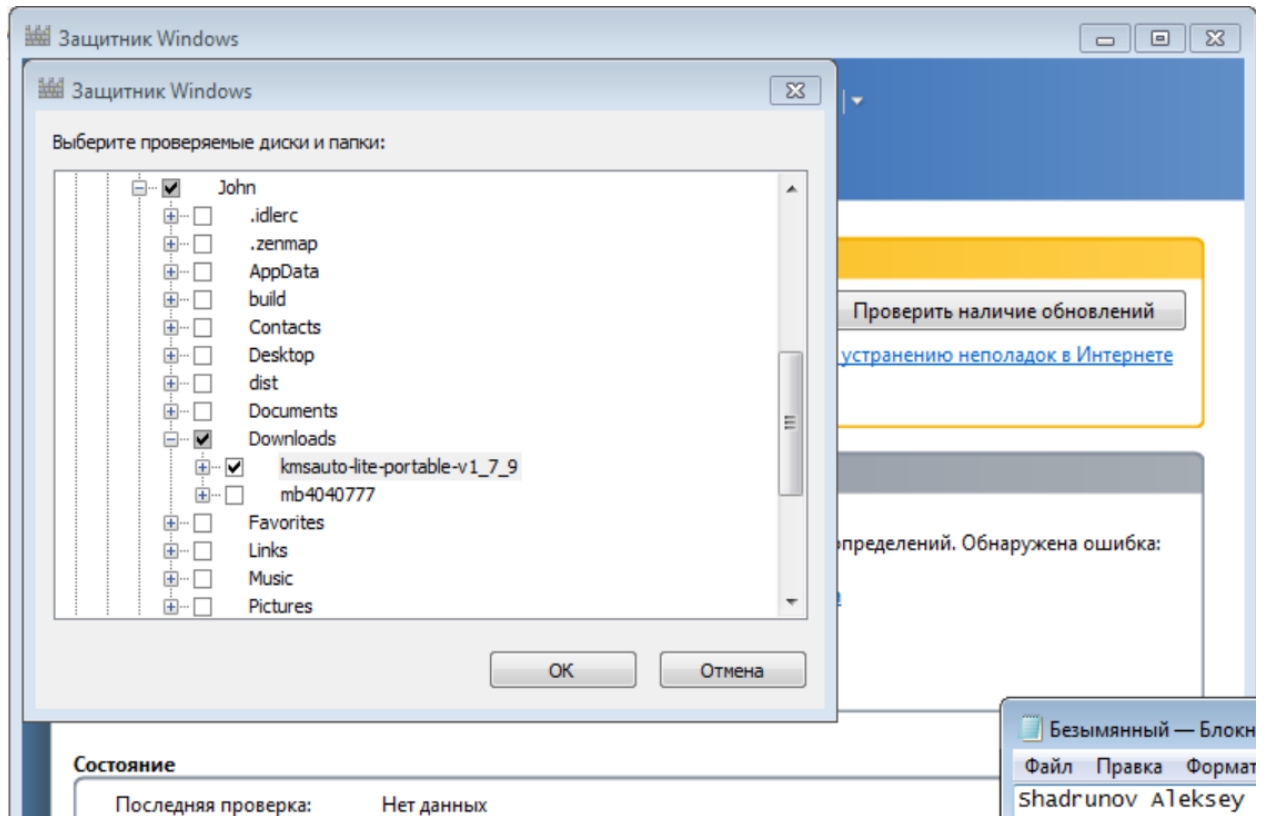 Защитник Windows
Защитник Windows
Выберите проверяемые диски и папки:
John
.idlerc
.zenmap
AppData
build
Contacts
Desktop
dist
Documents
Downloads
kmsauto-lite-portable-v1_7_9
mb4040777
Favorites
Links
Music
Pictures
OK
Отмена
Проверить наличие обновлений
устранению неполадок в Интернете
определений. Обнаружена ошибка:
Состояние
Последняя проверка: Нет данных
Безымянный — Блокн
Файл Правка Формат
Shadrunov Aleksey